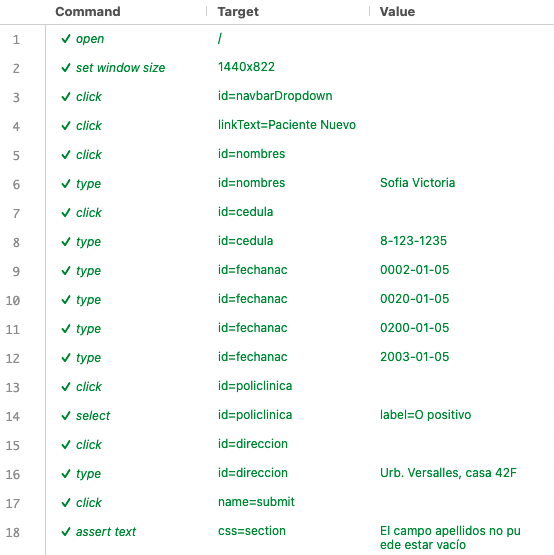 Command Target Value
1 ✓ open /
2 ✓ set window size 1440x822
3 ✓ click id=navbarDropdown
4 ✓ click linkText=Paciente Nuevo
5 ✓ click id=nombres
6 ✓ type id=nombres Sofia Victoria
7 ✓ click id=cedula
8 ✓ type id=cedula 8-123-1235
9 ✓ type id=fechanac 0002-01-05
10 ✓ type id=fechanac 0020-01-05
11 ✓ type id=fechanac 0200-01-05
12 ✓ type id=fechanac 2003-01-05
13 ✓ click id=policlinica
14 ✓ select id=policlinica label=O positivo
15 ✓ click id=direccion
16 ✓ type id=direccion Urb. Versalles, casa 42F
17 ✓ click name=submit
18 ✓ assert text css=section El campo apellidos no pu
ede estar vacío